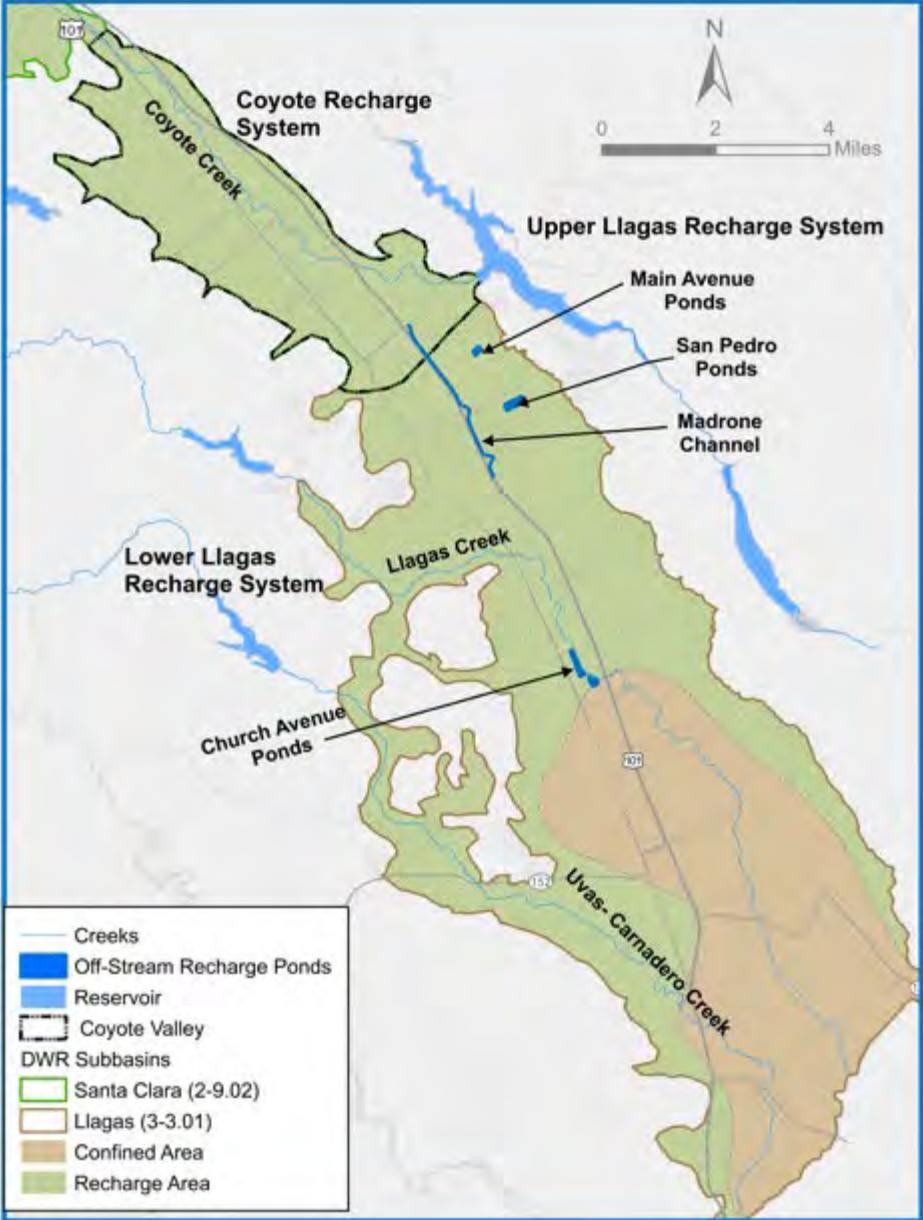 101
Coyote Recharge
System
Coyote Creek
N
0 2 4
Miles
Upper Llagas Recharge System
Main Avenue
Ponds
San Pedro
Ponds
Madrone
Channel
Llagas Creek
Lower Llagas
Recharge System
Church Avenue
Ponds
101
152
Uvas- Carnadero Creek
Creeks
Off-Stream Recharge Ponds
Reservoir
Coyote Valley
DWR Subbasins
Santa Clara (2-9.02)
Llagas (3-3.01)
Confined Area
Recharge Area